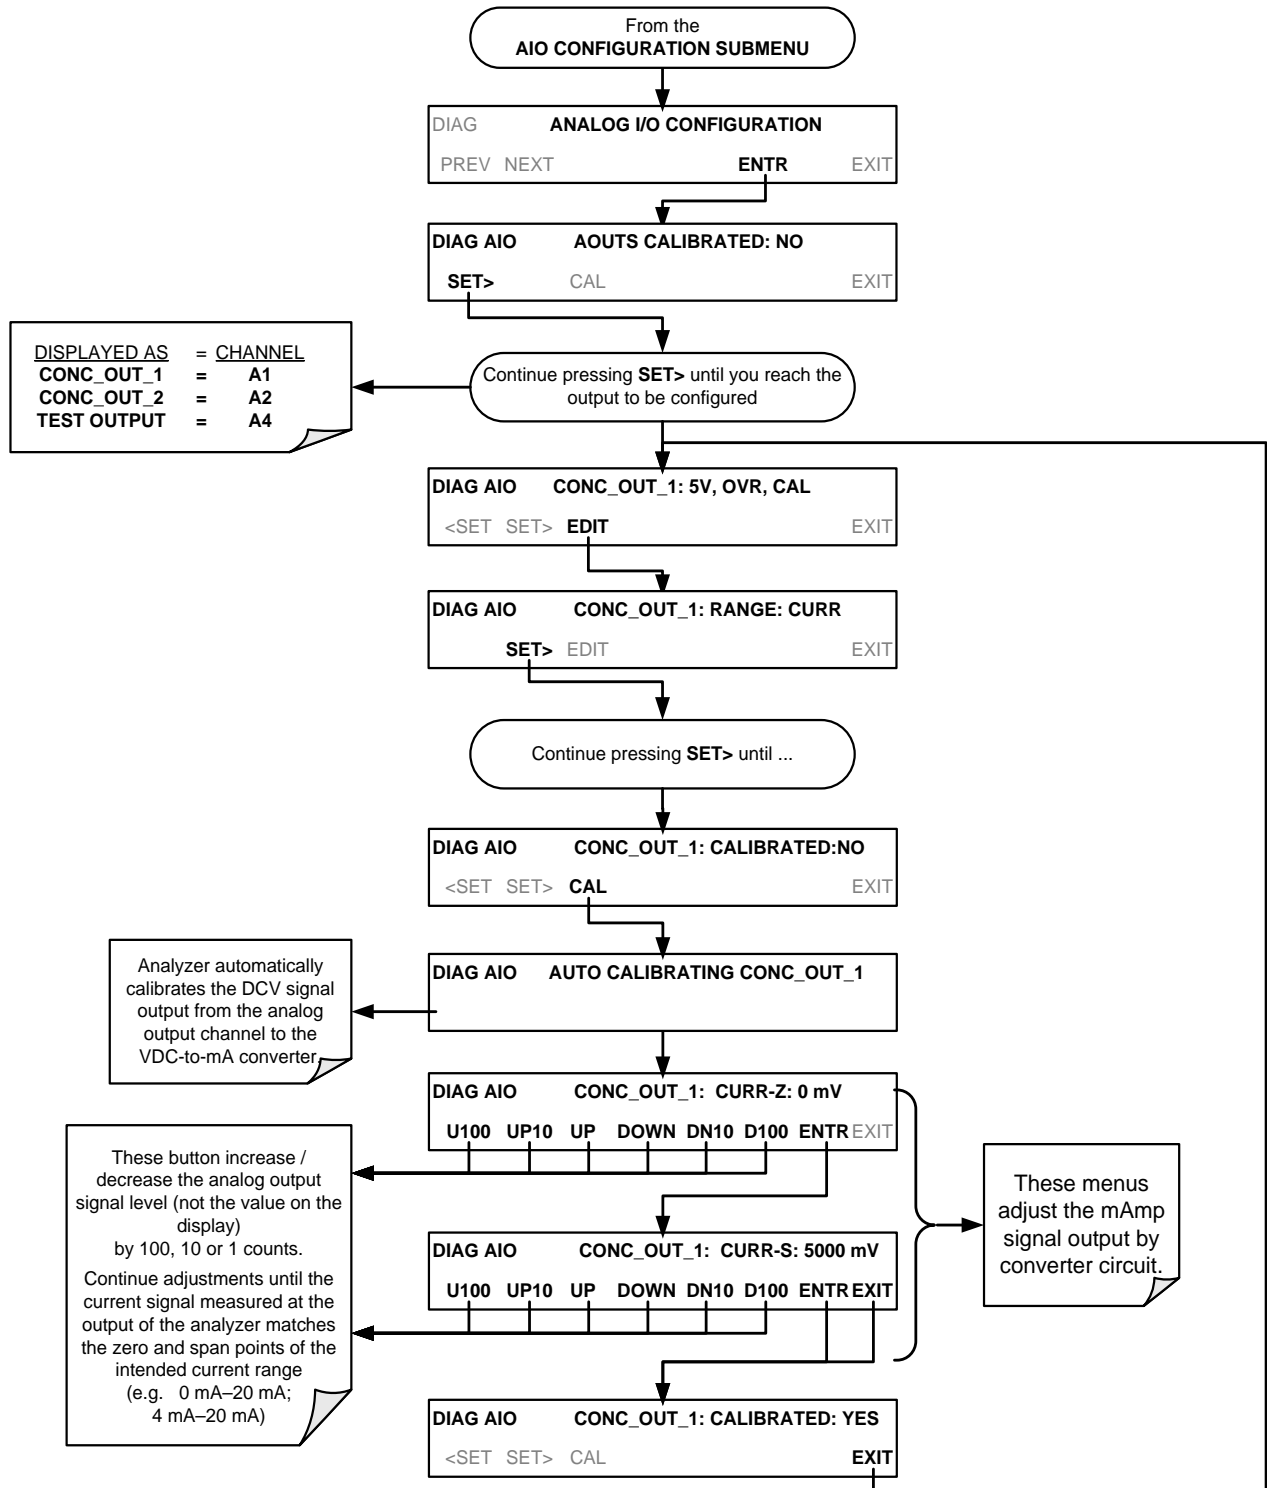 From the
AIO CONFIGURATION SUBMENU
DIAG ANALOG I/O CONFIGURATION
PREV NEXT ENTR EXIT
DIAG AIO AOUTS CALIBRATED: NO
SET> CAL EXIT
DISPLAYED AS = CHANNEL
CONC_OUT_1 = A1
CONC_OUT_2 = A2
TEST OUTPUT = A4
Continue pressing SET> until you reach the
output to be configured
DIAG AIO CONC_OUT_1: 5V, OVR, CAL
<SET SET> EDIT EXIT
DIAG AIO CONC_OUT_1: RANGE: CURR
SET> EDIT EXIT
Continue pressing SET> until ...
DIAG AIO CONC_OUT_1: CALIBRATED:NO
<SET SET> CAL EXIT
Analyzer automatically
calibrates the DCV signal
output from the analog
output channel to the
VDC-to-mA converter.
DIAG AIO AUTO CALIBRATING CONC_OUT_1
DIAG AIO CONC_OUT_1: CURR-Z: 0 mV
U100 UP10 UP DOWN DN10 D100 ENTR EXIT
These button increase /
decrease the analog output
signal level (not the value on the
display)
by 100, 10 or 1 counts.
Continue adjustments until the
current signal measured at the
output of the analyzer matches
the zero and span points of the
intended current range
(e.g. 0 mA–20 mA;
4 mA–20 mA)
These menus
adjust the mAmp
signal output by
converter circuit.
DIAG AIO CONC_OUT_1: CURR-S: 5000 mV
U100 UP10 UP DOWN DN10 D100 ENTR EXIT
DIAG AIO CONC_OUT_1: CALIBRATED: YES
<SET SET> CAL EXIT